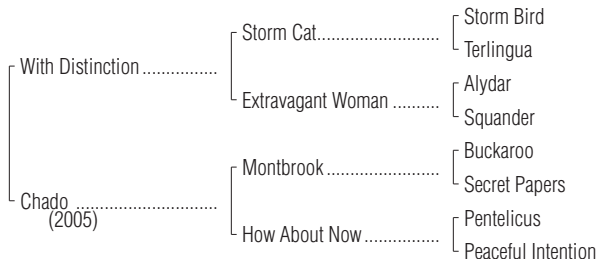 Storm Bird
Storm Cat........................
Terlingua
With Distinction ...............
Alydar
Extravagant Woman ..........
Squander
Buckaroo
Montbrook ......................
Secret Papers
Chado ............................
(2005)
Pentelicus
How About Now ...............
Peaceful Intention